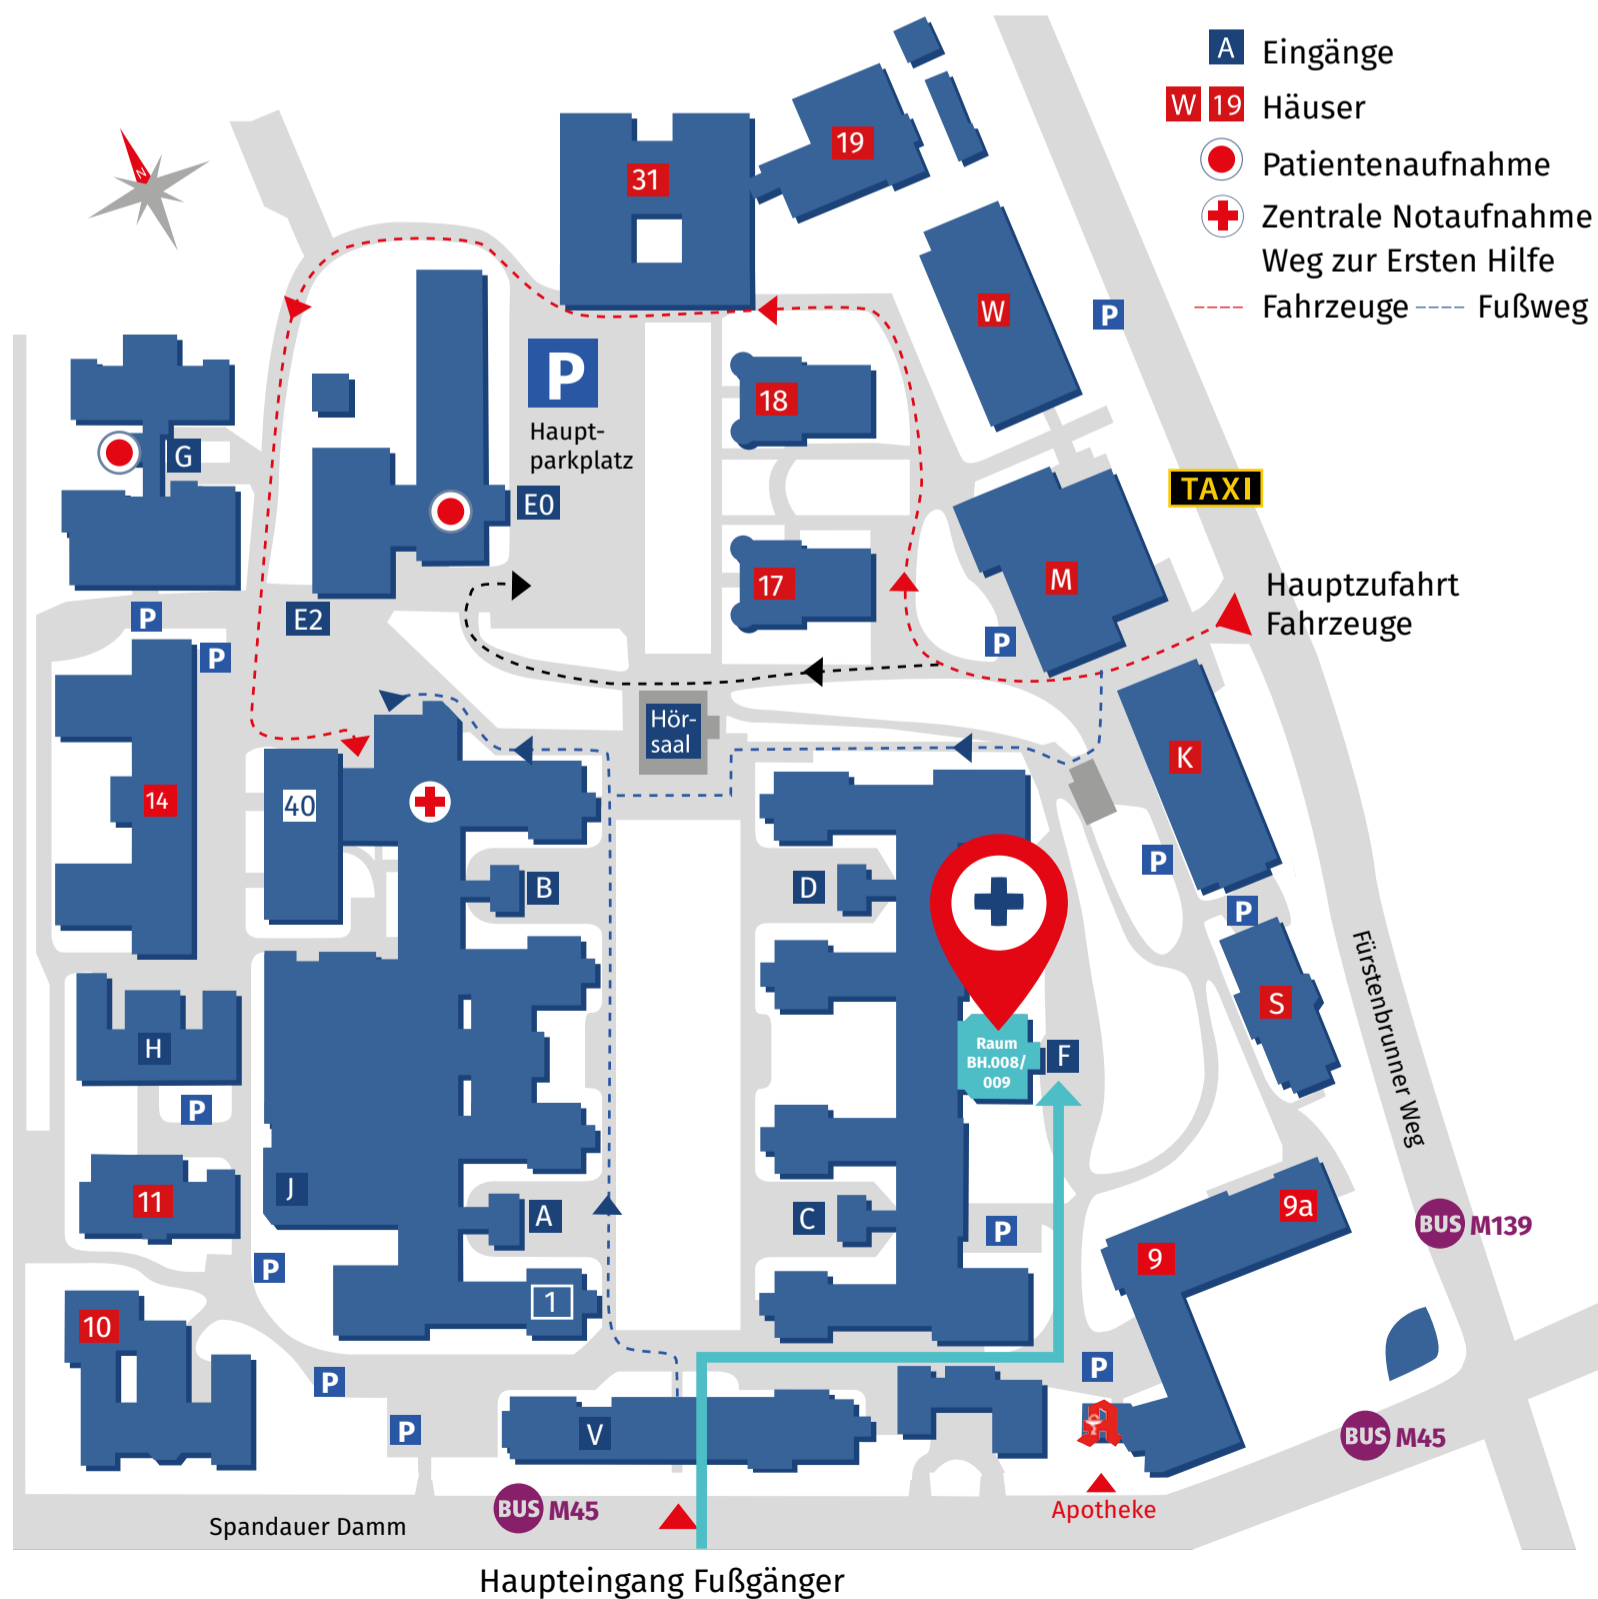 A Eingänge
W 19 Häuser
Patientenaufnahme
Zentrale Notaufnahme
Weg zur Ersten Hilfe
Fahrzeuge Fußweg
N
19
31
W
P
P
18
Haupt-
parkplatz
G
TAXI
E0
M
17
Hauptzufahrt
Fahrzeuge
P
E2
P
P
Hör-
saal
K
14
40
P
B
D
P
Fürstenbrunner Weg
S
H
Raum
BH.008/
009
F
P
11
J
A
C
P
9a
BUS M139
9
P
1
10
P
P
P
V
BUS M45
BUS M45
Apotheke
Spandauer Damm
Haupteingang Fußgänger